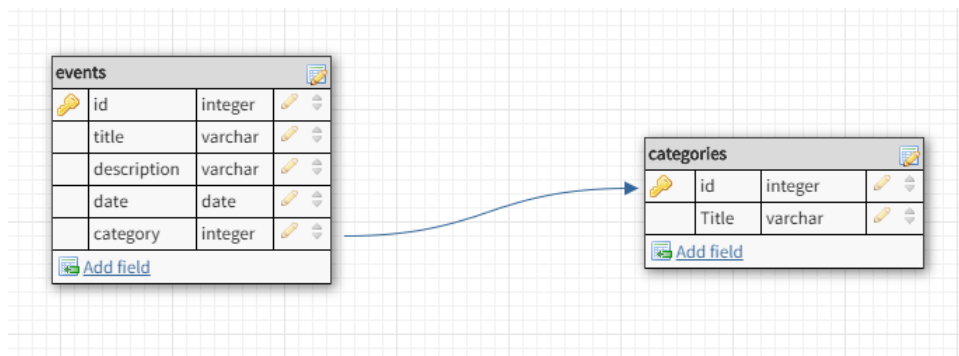 events
id integer
title varchar
description varchar
date date
category integer
Add field
categories
id integer
Title varchar
Add field